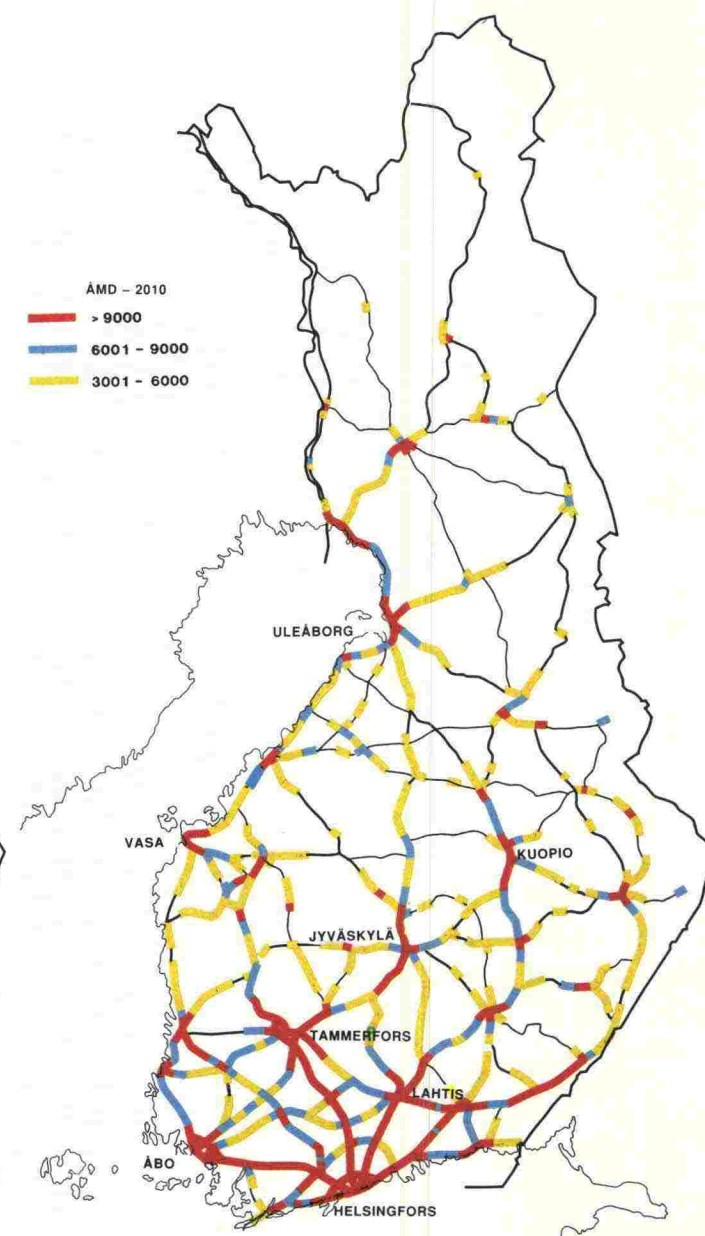 ÅMD – 2010
> 9000
6001 – 9000
3001 – 6000
ULEÅBORG
VASA
KUOPIO
JYVÄSKYLÄ
TAMMERFORS
LAHTIS
ÅBO
HELSINGFORS